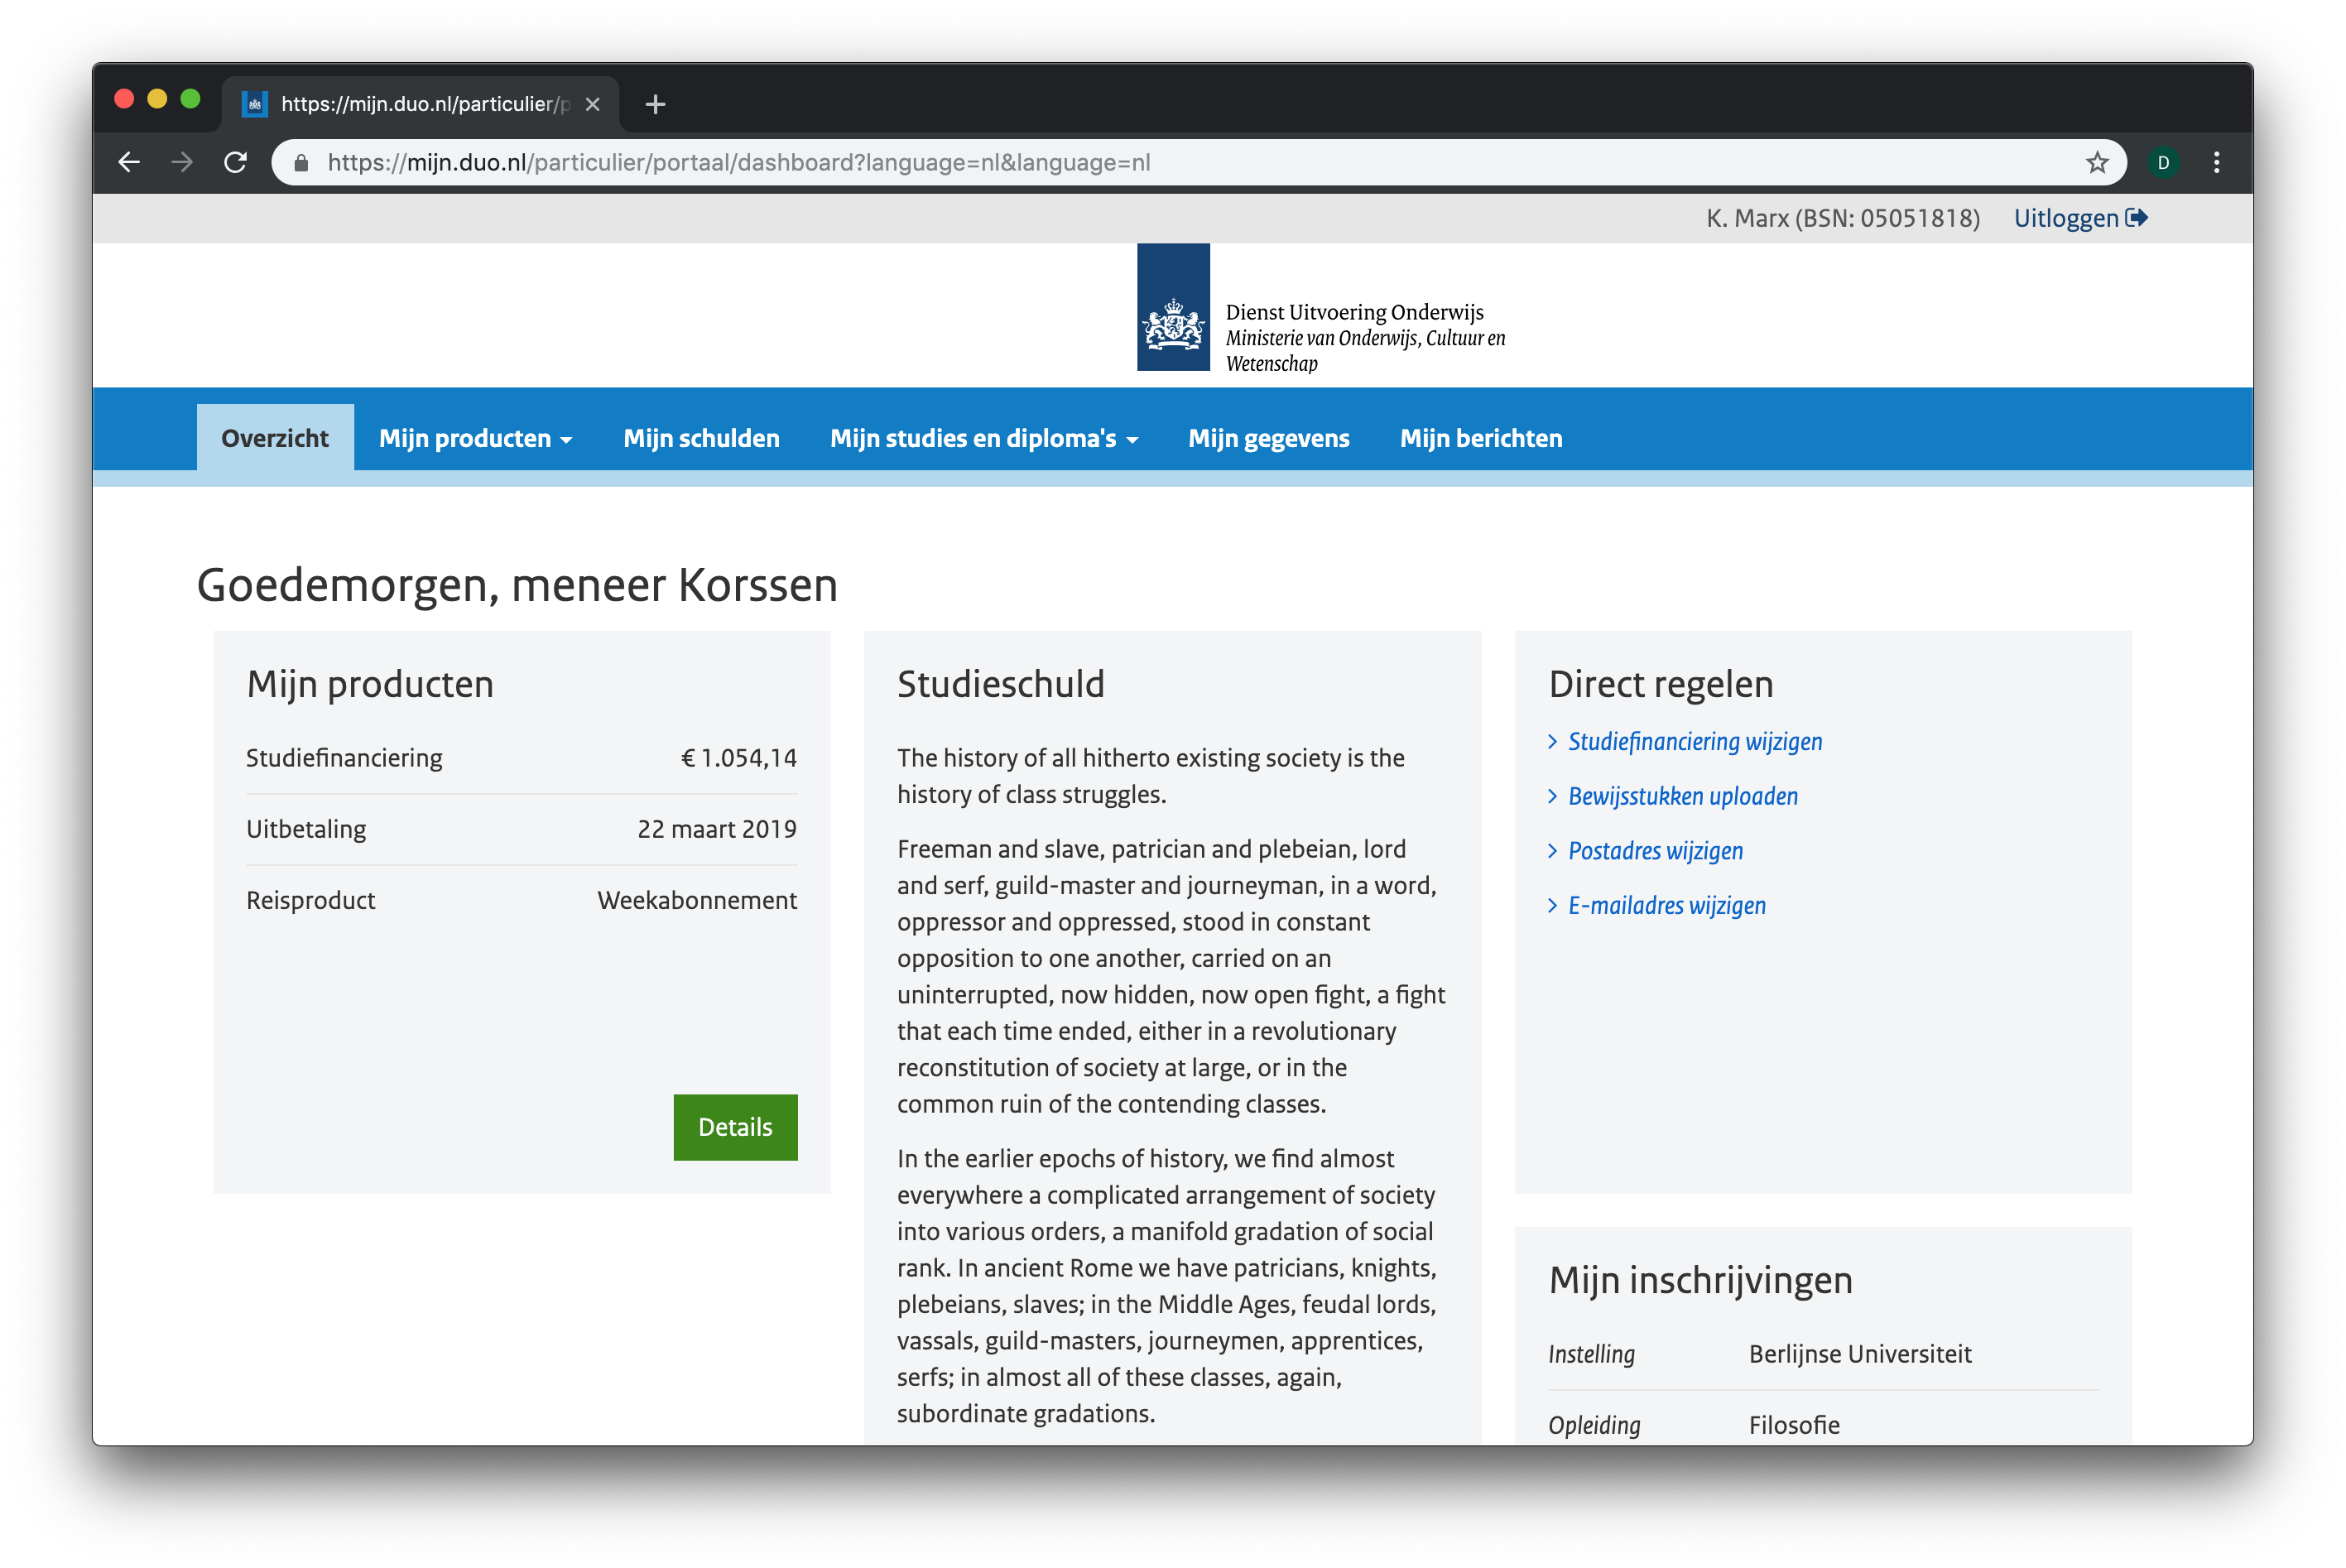 https://mijn.duo.nl/particulier/p
https://mijn.duo.nl/particulier/portaal/dashboard?language=nl&language=nl
D
K. Marx (BSN: 05051818)
Uitloggen
Dienst Uitvoering Onderwijs
Ministerie van Onderwijs, Cultuur en
Wetenschap
Overzicht
Mijn producten
Mijn schulden
Mijn studies en diploma's
Mijn gegevens
Mijn berichten
Goedemorgen, meneer Korssen
Mijn producten
Studiefinanciering € 1.054,14
Uitbetaling 22 maart 2019
Reisproduct Weekabonnement
Details
Studieschuld
The history of all hitherto existing society is the
history of class struggles.
Freeman and slave, patrician and plebeian, lord
and serf, guild-master and journeyman, in a word,
oppressor and oppressed, stood in constant
opposition to one another, carried on an
uninterrupted, now hidden, now open fight, a fight
that each time ended, either in a revolutionary
reconstitution of society at large, or in the
common ruin of the contending classes.
In the earlier epochs of history, we find almost
everywhere a complicated arrangement of society
into various orders, a manifold gradation of social
rank. In ancient Rome we have patricians, knights,
plebeians, slaves; in the Middle Ages, feudal lords,
vassals, guild-masters, journeymen, apprentices,
serfs; in almost all of these classes, again,
subordinate gradations.
Direct regelen
Studiefinanciering wijzigen
Bewijsstukken uploaden
Postadres wijzigen
E-mailadres wijzigen
Mijn inschrijvingen
Instelling Berlijnse Universiteit
Opleiding Filosofie